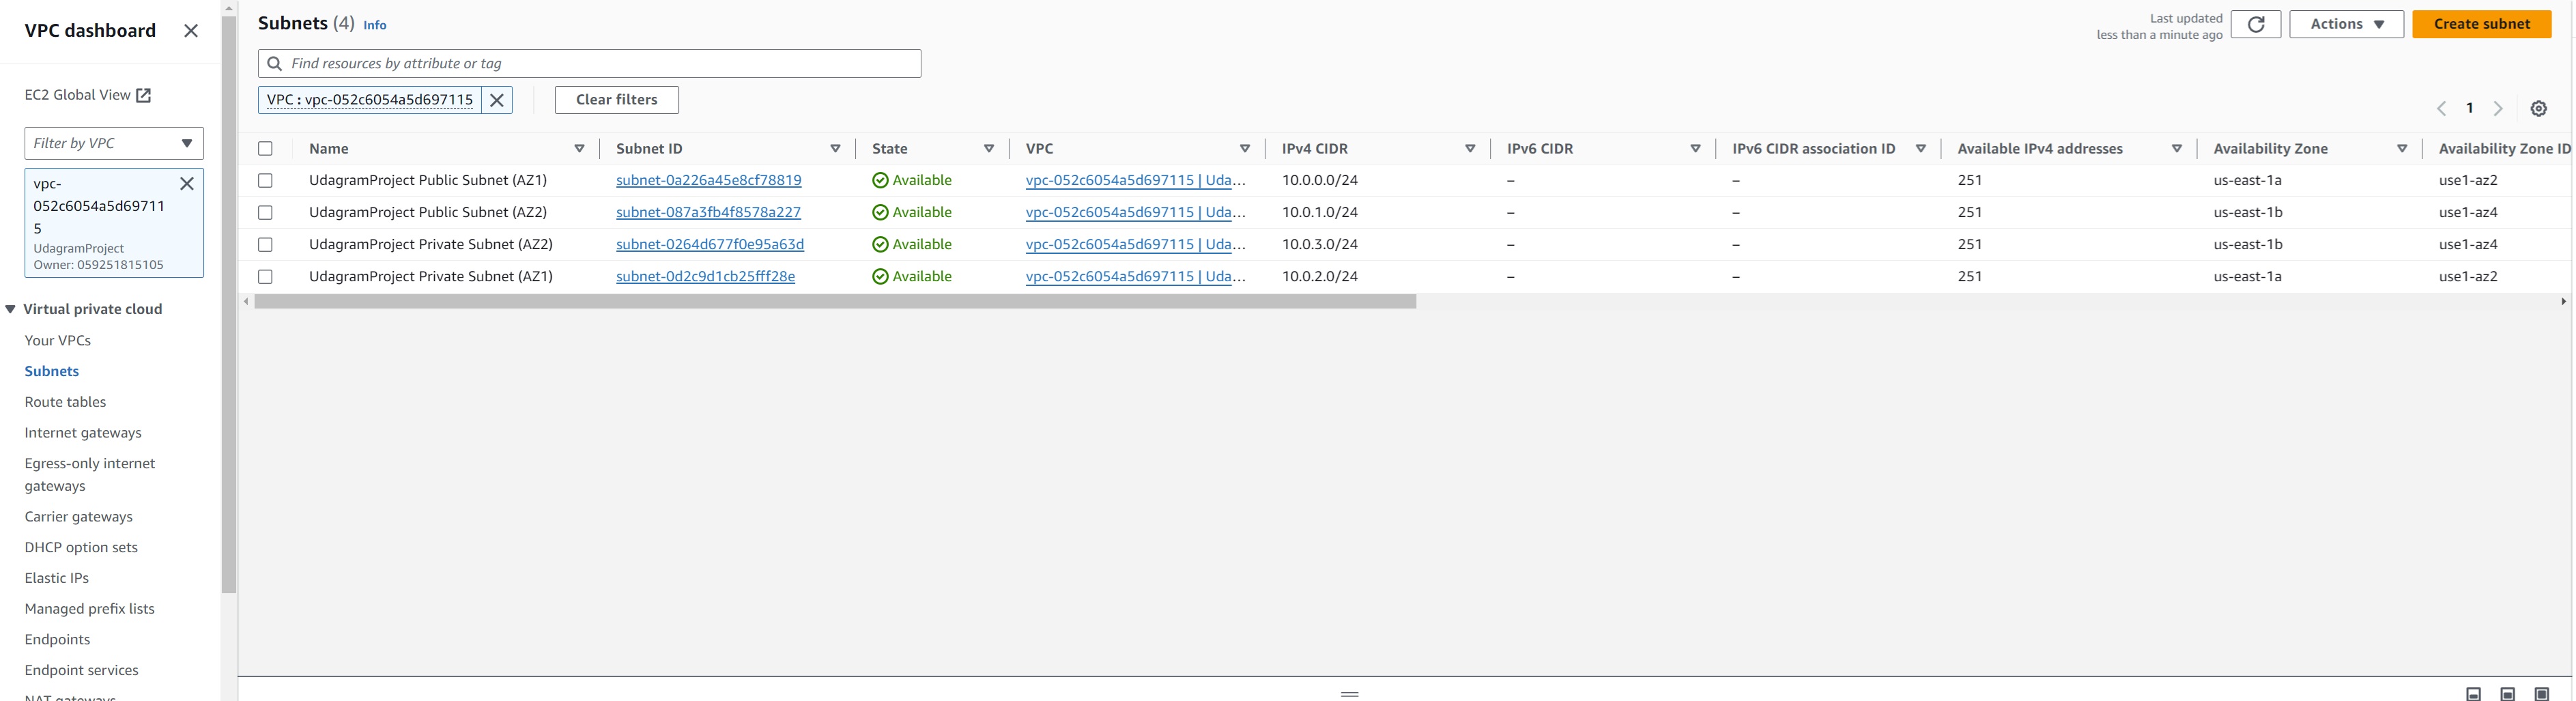 VPC dashboard
EC2 Global View
Filter by VPC
vpc-
052c6054a5d69711
5
UdagramProject
Owner: 059251815105
Virtual private cloud
Your VPCs
Subnets
Route tables
Internet gateways
Egress-only internet
gateways
Carrier gateways
DHCP option sets
Elastic IPs
Managed prefix lists
Endpoints
Endpoint services
NAT gateways
Subnets (4) Info
Last updated
less than a minute ago
Actions
Create subnet
Find resources by attribute or tag
VPC : vpc-052c6054a5d697115
Clear filters
1
Name Subnet ID State VPC IPv4 CIDR IPv6 CIDR IPv6 CIDR association ID Available IPv4 addresses Availability Zone Availability Zone ID
UdagramProject Public Subnet (AZ1) subnet-0a226a45e8cf78819 Available vpc-052c6054a5d697115 | Uda... 10.0.0.0/24 – – 251 us-east-1a use1-az2
UdagramProject Public Subnet (AZ2) subnet-087a3fb4f8578a227 Available vpc-052c6054a5d697115 | Uda... 10.0.1.0/24 – – 251 us-east-1b use1-az4
UdagramProject Private Subnet (AZ2) subnet-0264d677f0e95a63d Available vpc-052c6054a5d697115 | Uda... 10.0.3.0/24 – – 251 us-east-1b use1-az4
UdagramProject Private Subnet (AZ1) subnet-0d2c9d1cb25fff28e Available vpc-052c6054a5d697115 | Uda... 10.0.2.0/24 – – 251 us-east-1a use1-az2